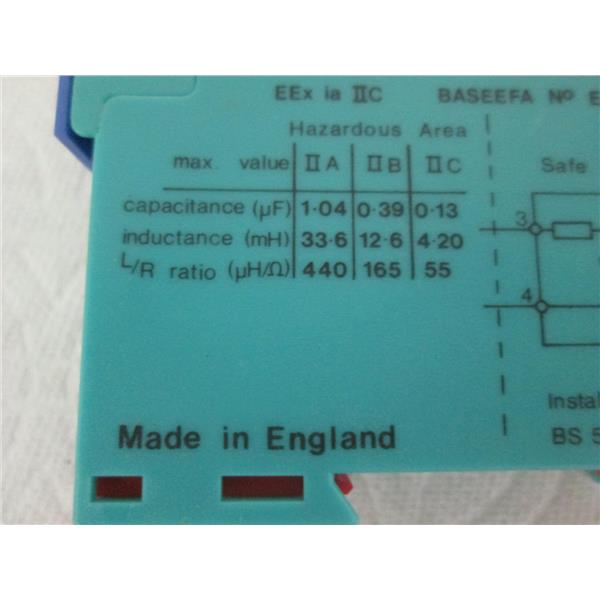 EEx ia IIC BASEEFA Nº E
Hazardous Area
max. value IIA IIB IIC Safe
capacitance (µF) 1·04 0·39 0·13
3
inductance (mH) 33·6 12·6 4·20
L/R ratio (µH/Ω) 440 165 55
4
Instal
BS 5
Made in England